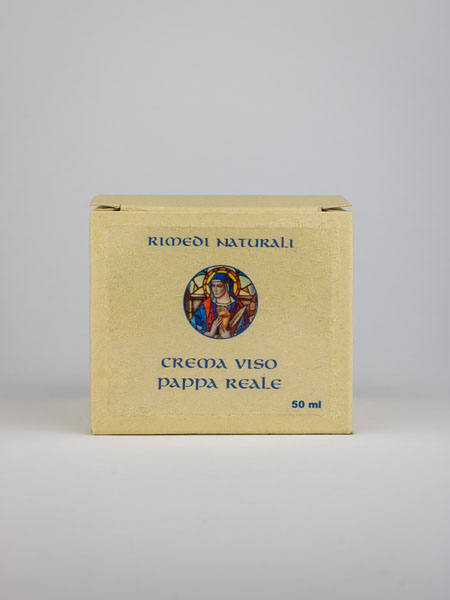 RIMEDI NATURALI
CREMA VISO
PAPPA REALE
50 ml